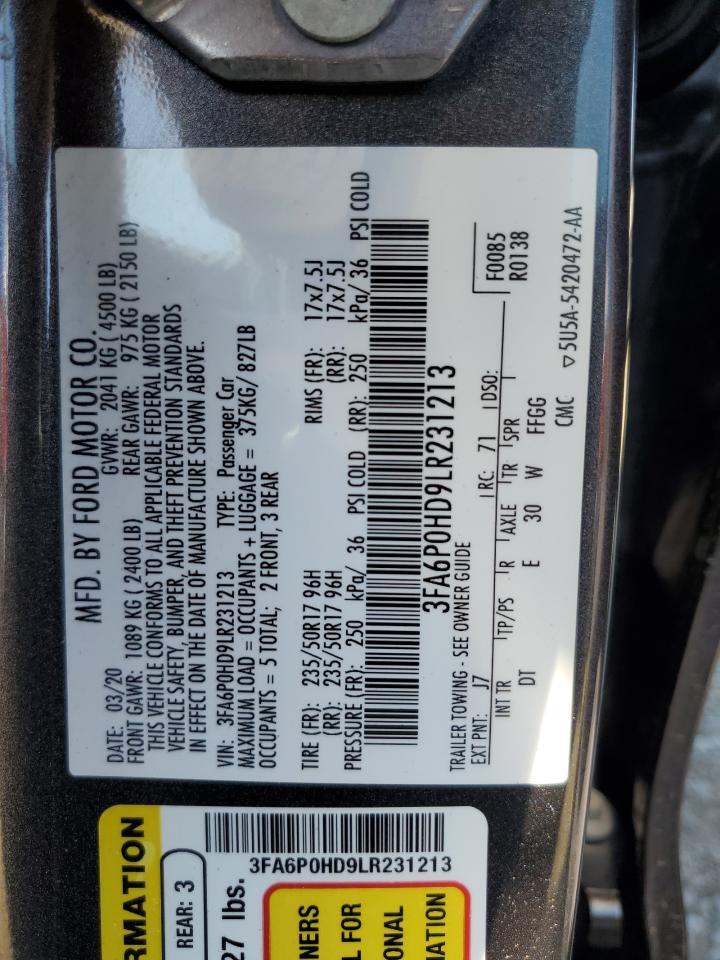 MFD. BY FORD MOTOR CO.
DATE: 03/20 GVWR: 2041 KG ( 4500 LB)
FRONT GAWR: 1089 KG ( 2400 LB) REAR GAWR: 975 KG ( 2150 LB)
THIS VEHICLE CONFORMS TO ALL APPLICABLE FEDERAL MOTOR
VEHICLE SAFETY, BUMPER, AND THEFT PREVENTION STANDARDS
IN EFFECT ON THE DATE OF MANUFACTURE SHOWN ABOVE.
VIN: 3FA6P0HD9LR231213 TYPE: Passenger Car
MAXIMUM LOAD = OCCUPANTS + LUGGAGE = 375KG/ 827LB
OCCUPANTS = 5 TOTAL; 2 FRONT, 3 REAR
TIRE (FR): 235/50R17 96H RIMS (FR): 17x7.5J
(RR): 235/50R17 96H (RR): 17x7.5J
PRESSURE (FR): 250 kPa/ 36 PSI COLD (RR): 250 kPa/ 36 PSI COLD
3FA6P0HD9LR231213
TRAILER TOWING - SEE OWNER GUIDE
F0085
EXT PNT: J7 RC: 71 DSO: R0138
INT TR TP/PS R AXLE TR SPR
DT E 30 W FFGG
CMC ▽5U5A-5420472-AA
RMATION
REAR: 3
27 lbs.
3FA6P0HD9LR231213
NERS
L FOR
ONAL
MATION